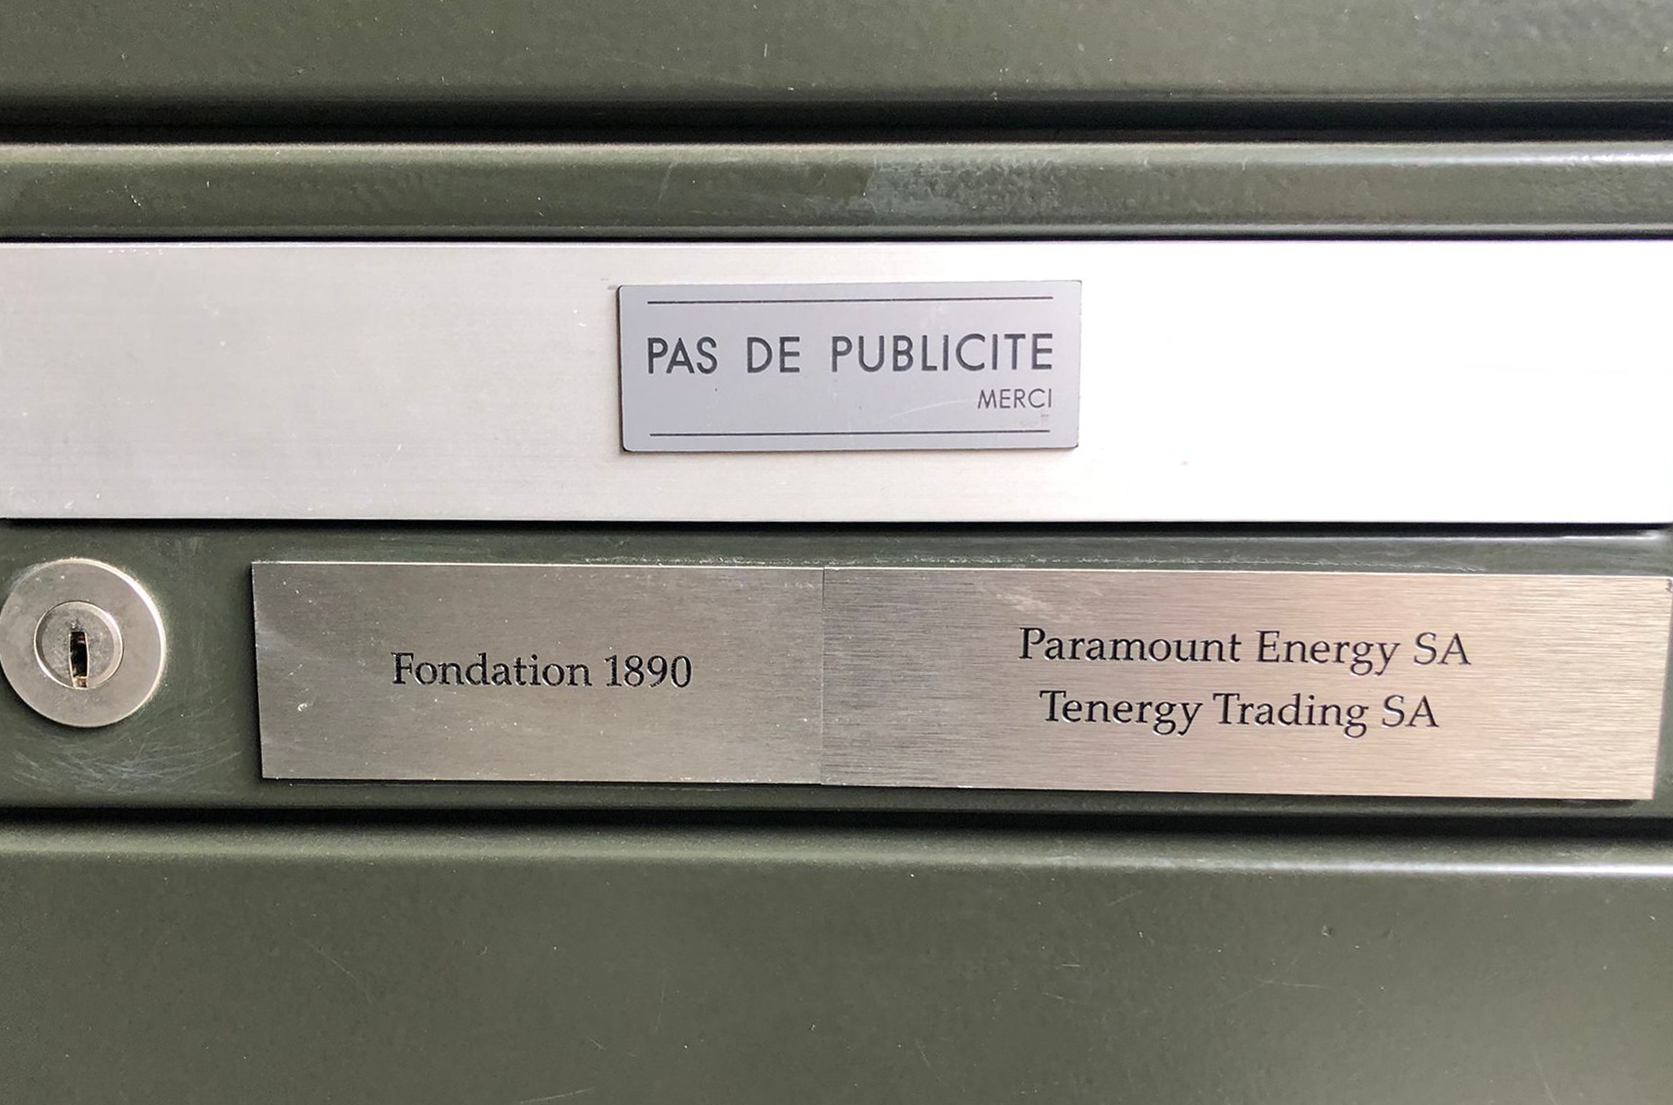 PAS DE PUBLICITE
MERCI
Fondation 1890
Paramount Energy SA
Tenergy Trading SA